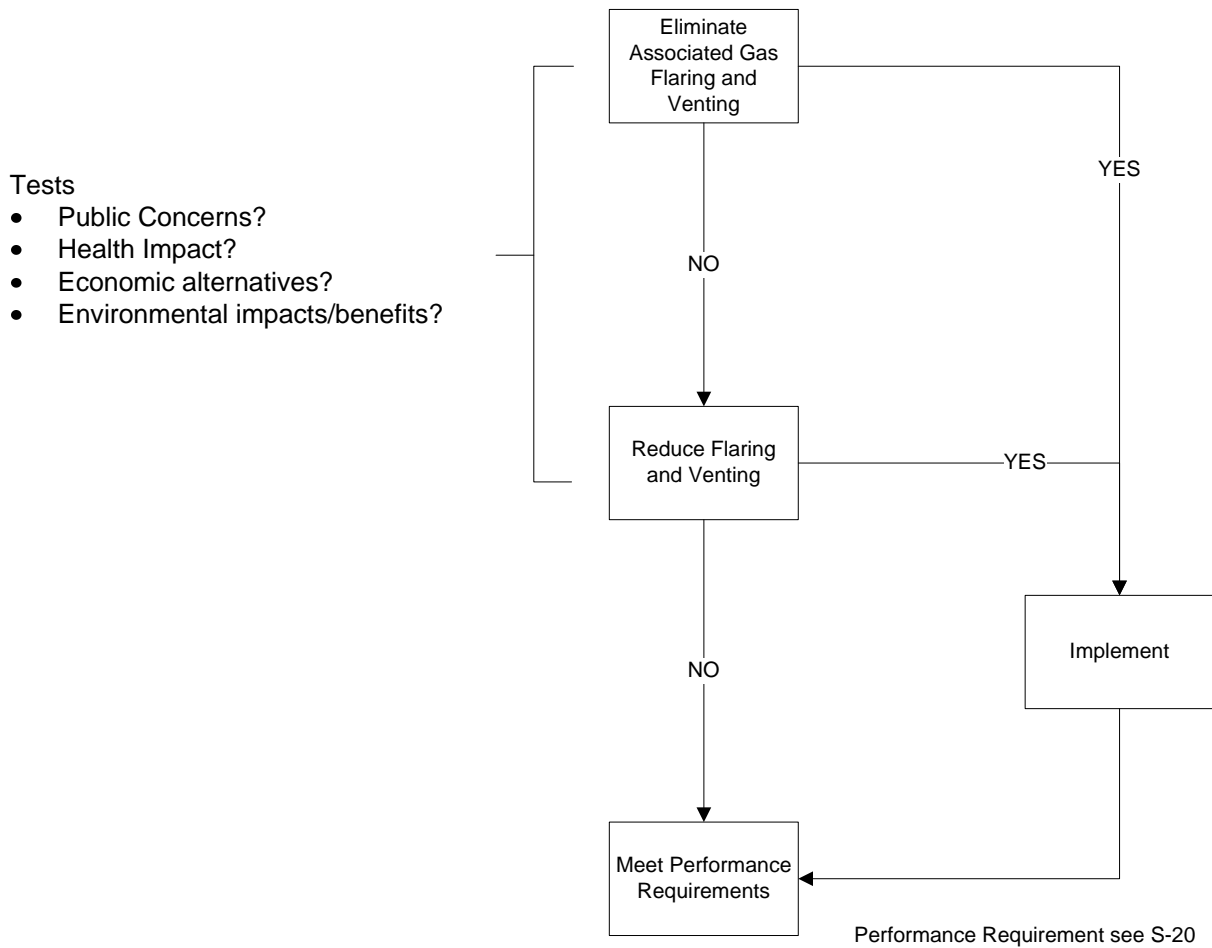 Eliminate
Associated Gas
Flaring and
Venting
YES
Tests
• Public Concerns?
• Health Impact?
• Economic alternatives?
• Environmental impacts/benefits?
NO
Reduce Flaring
and Venting
YES
Implement
NO
Meet Performance
Requirements
Performance Requirement see S-20